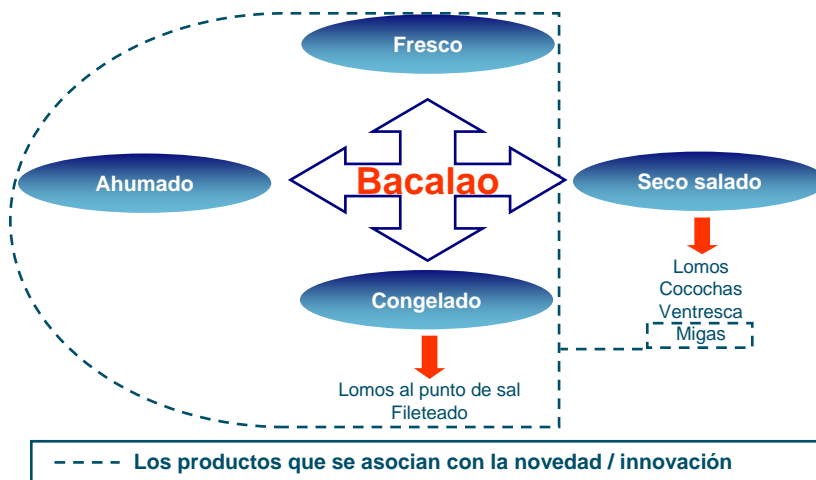 Fresco
Ahumado
Bacalao
Seco salado
Lomos
Cocochas
Ventresca
Migas
Congelado
Lomos al punto de sal
Fileteado
Los productos que se asocian con la novedad / innovación